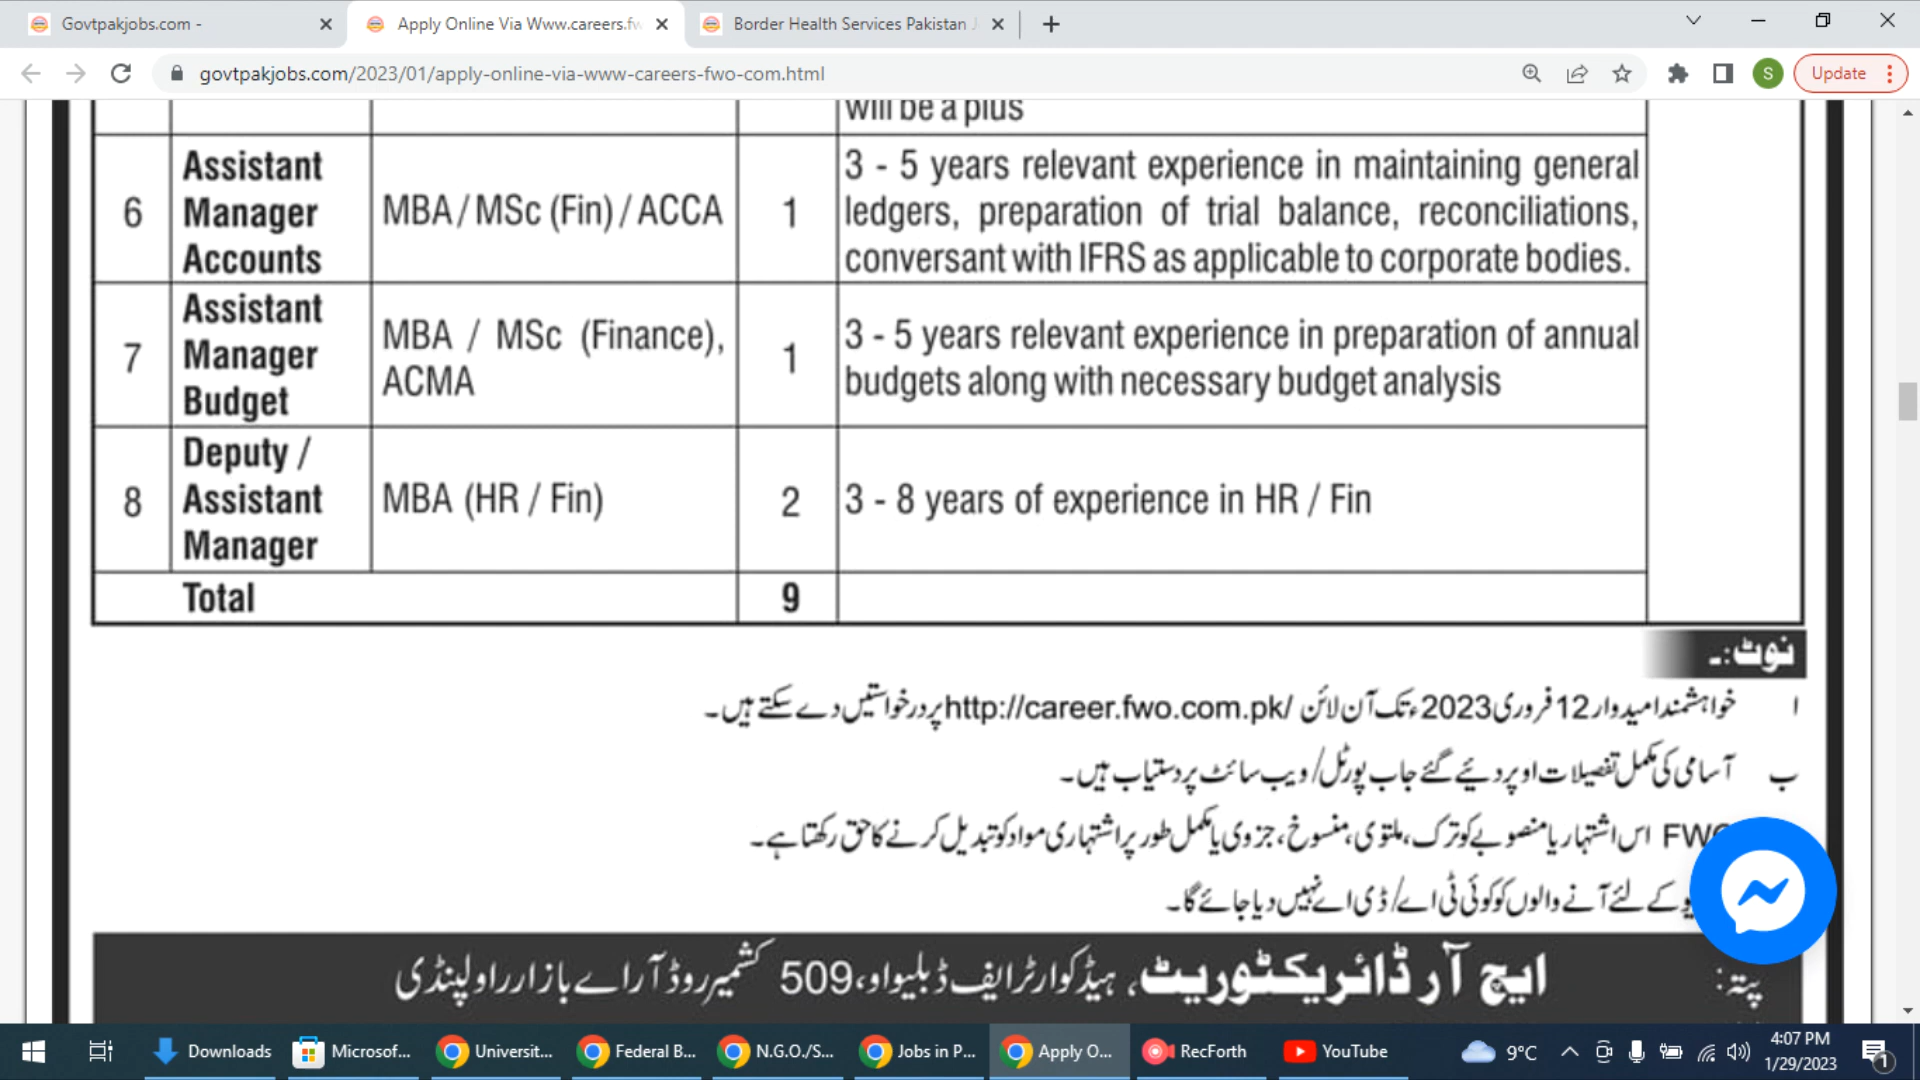 Govtpakjobs.com -
Apply Online Via Www.careers.fw
Border Health Services Pakistan J
govtpakjobs.com/2023/01/apply-online-via-www-careers-fwo-com.html
S
Update
will be a plus
6 Assistant Manager Accounts MBA / MSc (Fin) / ACCA 1 3 - 5 years relevant experience in maintaining general
ledgers, preparation of trial balance, reconciliations,
conversant with IFRS as applicable to corporate bodies.
7 Assistant Manager Budget MBA / MSc (Finance), ACMA 1 3 - 5 years relevant experience in preparation of annual
budgets along with necessary budget analysis
8 Deputy / Assistant Manager MBA (HR / Fin) 2 3 - 8 years of experience in HR / Fin
Total 9
نوٹ:۔
ا خواہشمند امیدوار 12 فروری 2023ء تک آن لائن http://career.fwo.com.pk/ پر درخواستیں دے سکتے ہیں۔
ب آسامی کی مکمل تفصیلات اوپر دئیے گئے جاب پورٹل/ ویب سائٹ پر دستیاب ہیں۔
اس اشتہار یا منصوبے کو ترک، ملتوی، منسوخ، جزوی یا مکمل طور پر اشتہاری مواد کو تبدیل کرنے کا حق رکھتا ہے۔
کے لئے آنے والوں کو کوئی ٹی اے/ ڈی اے نہیں دیا جائے گا۔
پتہ: ایچ آر ڈائریکٹوریٹ، ہیڈ کوارٹر ایف ڈبلیو او، 509 کشمیر روڈ آر اے بازار راولپنڈی
Downloads
Microsof...
Universit...
Federal B...
N.G.O./S...
Jobs in P...
Apply O...
RecForth
YouTube
9°C
4:07 PM
1/29/2023
1